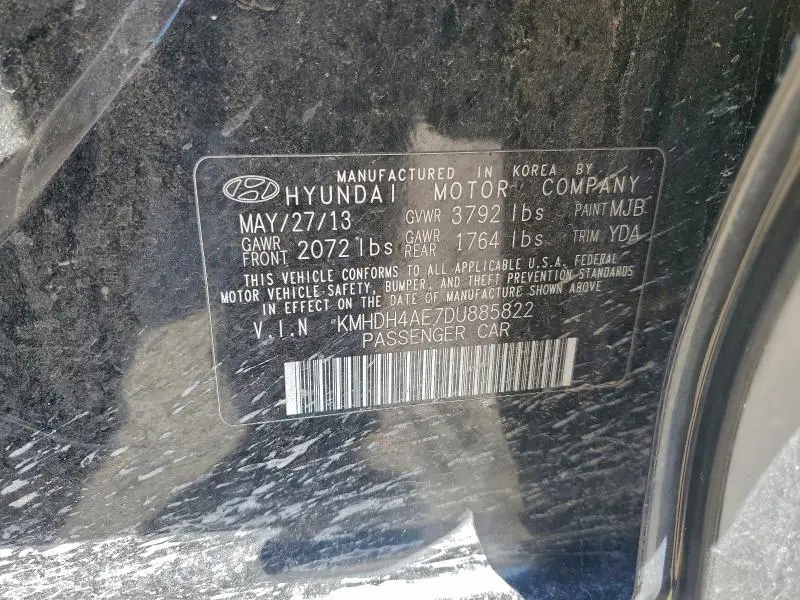 MANUFACTURED IN KOREA BY
HYUNDAI MOTOR COMPANY
MAY/27/13 GVWR 3792 lbs PAINT MJB
GAWR FRONT 2072 lbs GAWR REAR 1764 lbs TRIM YDA
THIS VEHICLE CONFORMS TO ALL APPLICABLE U.S.A. FEDERAL
MOTOR VEHICLE-SAFETY, BUMPER, AND THEFT PREVENTION STANDARDS
IN EFFECT ON THE DATE OF MANUFACTURE SHOWN ABOVE
V.I.N KMHDH4AE7DU885822
PASSENGER CAR